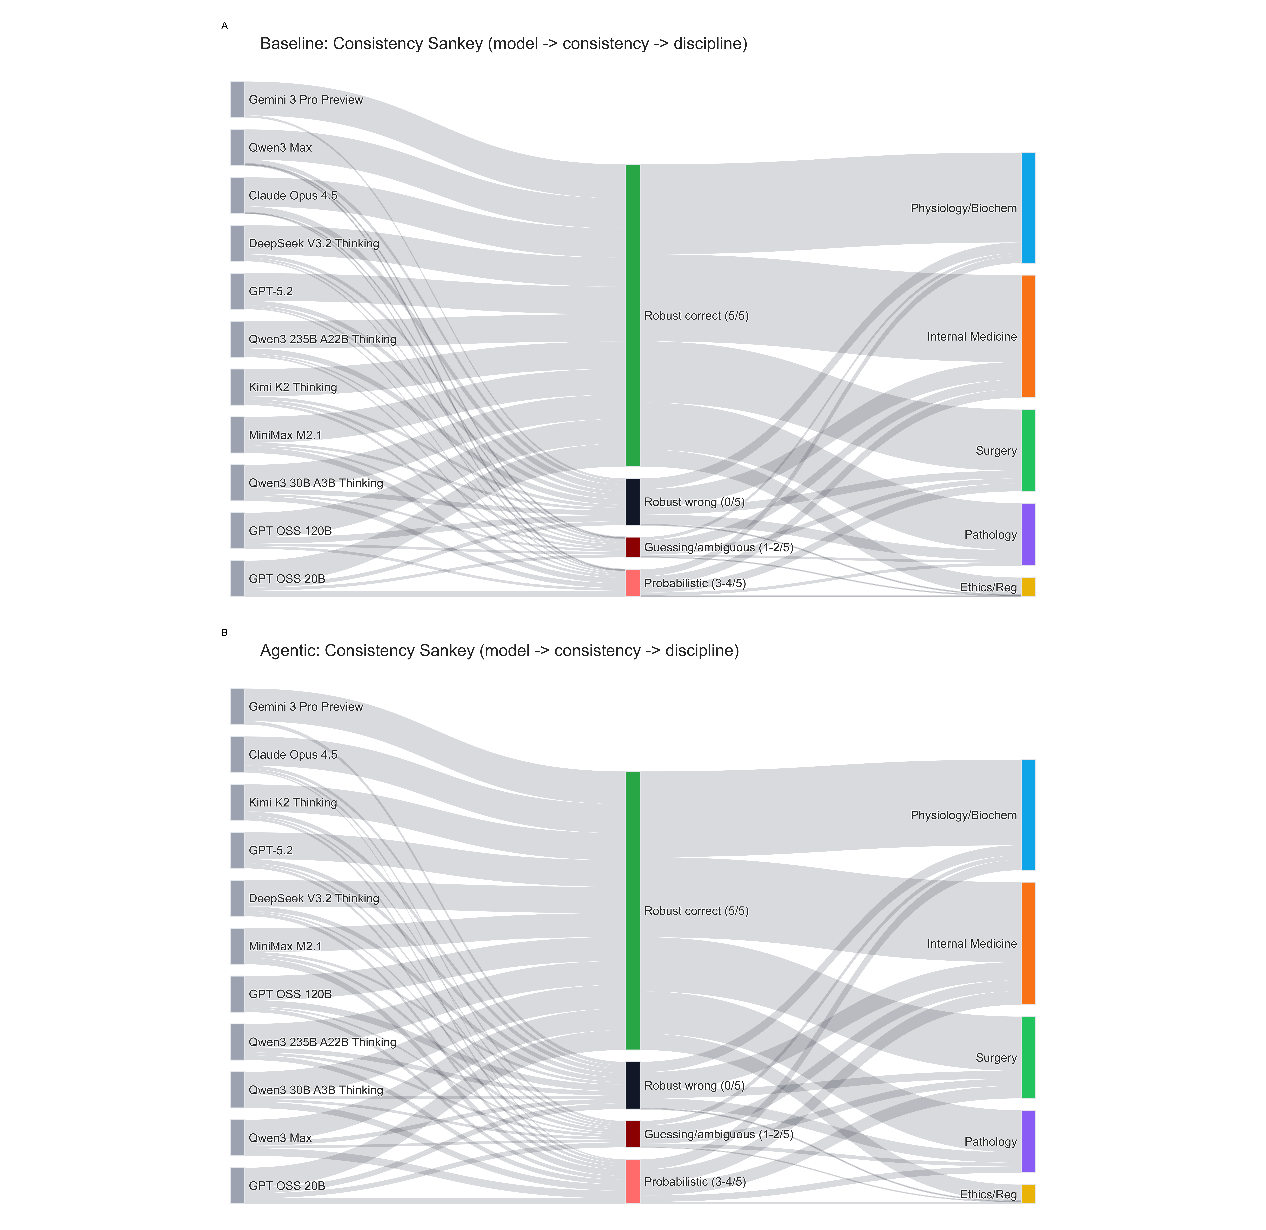 A
Baseline: Consistency Sankey (model -> consistency -> discipline)
Gemini 3 Pro Preview
Qwen3 Max
Claude Opus 4.5
DeepSeek V3.2 Thinking
GPT-5.2
Qwen3 235B A22B Thinking
Kimi K2 Thinking
MiniMax M2.1
Qwen3 30B A3B Thinking
GPT OSS 120B
GPT OSS 20B
Robust correct (5/5)
Robust wrong (0/5)
Guessing/ambiguous (1-2/5)
Probabilistic (3-4/5)
Physiology/Biochem
Internal Medicine
Surgery
Pathology
Ethics/Reg
B
Agentic: Consistency Sankey (model -> consistency -> discipline)
Gemini 3 Pro Preview
Claude Opus 4.5
Kimi K2 Thinking
GPT-5.2
DeepSeek V3.2 Thinking
MiniMax M2.1
GPT OSS 120B
Qwen3 235B A22B Thinking
Qwen3 30B A3B Thinking
Qwen3 Max
GPT OSS 20B
Robust correct (5/5)
Robust wrong (0/5)
Guessing/ambiguous (1-2/5)
Probabilistic (3-4/5)
Physiology/Biochem
Internal Medicine
Surgery
Pathology
Ethics/Reg